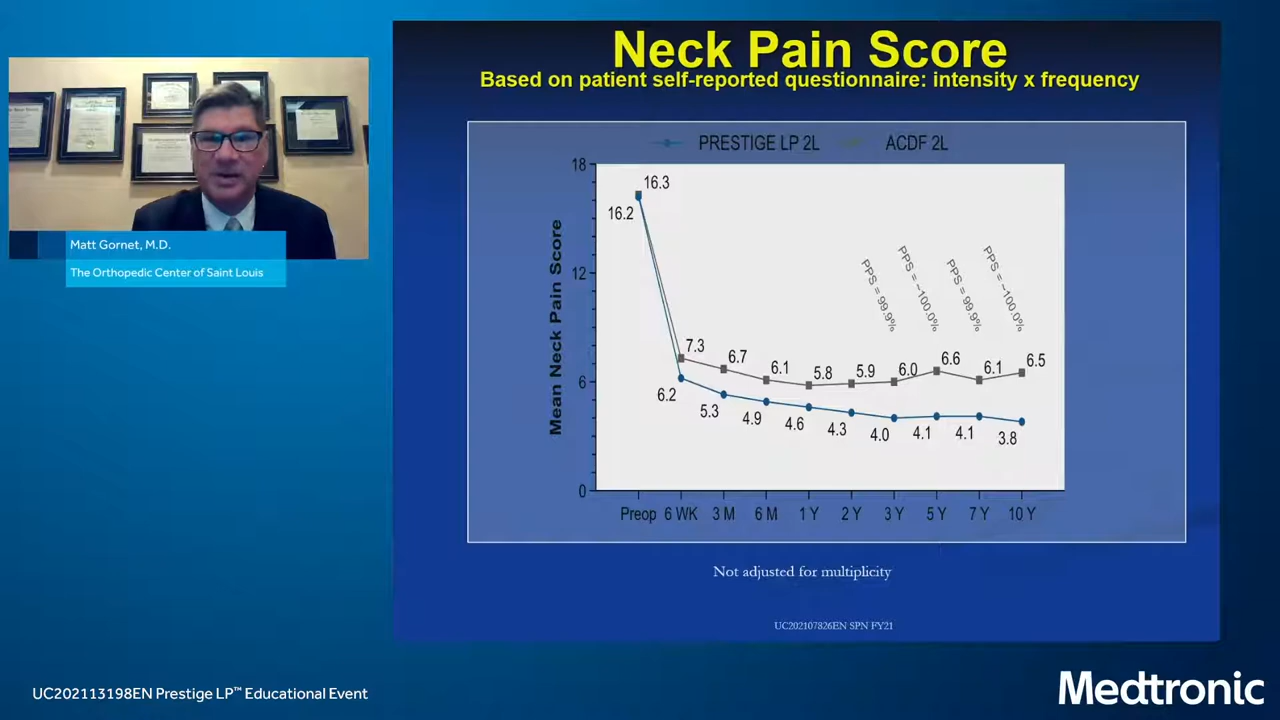 Neck Pain Score
Based on patient self-reported questionnaire: intensity x frequency
PRESTIGE LP 2L
ACDF 2L
Mean Neck Pain Score
18
12
6
0
16.3
16.2
7.3
6.7
6.1
5.8
5.9
6.0
6.6
6.1
6.5
6.2
5.3
4.9
4.6
4.3
4.0
4.1
4.1
3.8
PPS = 99.9%
PPS = ~100.0%
PPS = 99.9%
PPS = ~100.0%
Preop 6 WK 3 M 6 M 1 Y 2 Y 3 Y 5 Y 7 Y 10 Y
Not adjusted for multiplicity
UC202107826EN SPN FY21
Matt Gornet, M.D.
The Orthopedic Center of Saint Louis
UC202113198EN Prestige LP™ Educational Event
Medtronic